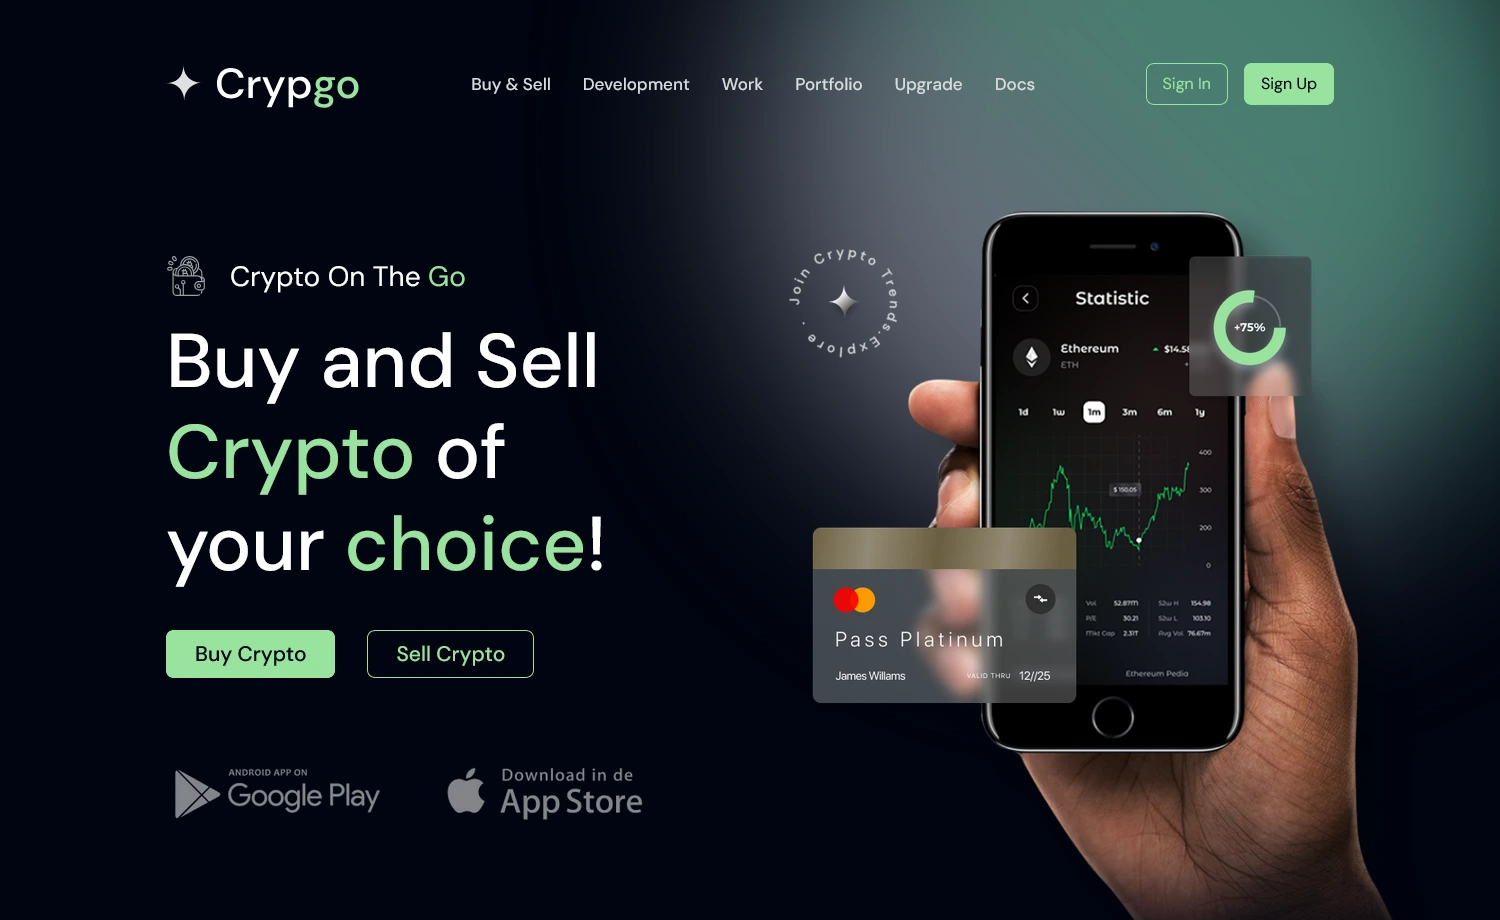 Crypgo
Buy & Sell
Development
Work
Portfolio
Upgrade
Docs
Sign In
Sign Up
Crypto On The Go
Buy and Sell
Crypto of
your choice!
Buy Crypto
Sell Crypto
ANDROID APP ON
Google Play
Download in de
App Store
Join Crypto Trends.Explore .
Statistic
Ethereum
ETH
$14.58
+75%
1d 1w 1m 3m 6m 1y
400
300
200
0
$ 150.05
Vol. 52.87M 52w H 154.98
P/E 30.21 52w L 103.10
Mkt Cap 2.31T Avg Vol 76.67m
Ethereum Pedia
Pass Platinum
James Willams
VALID THRU 12//25